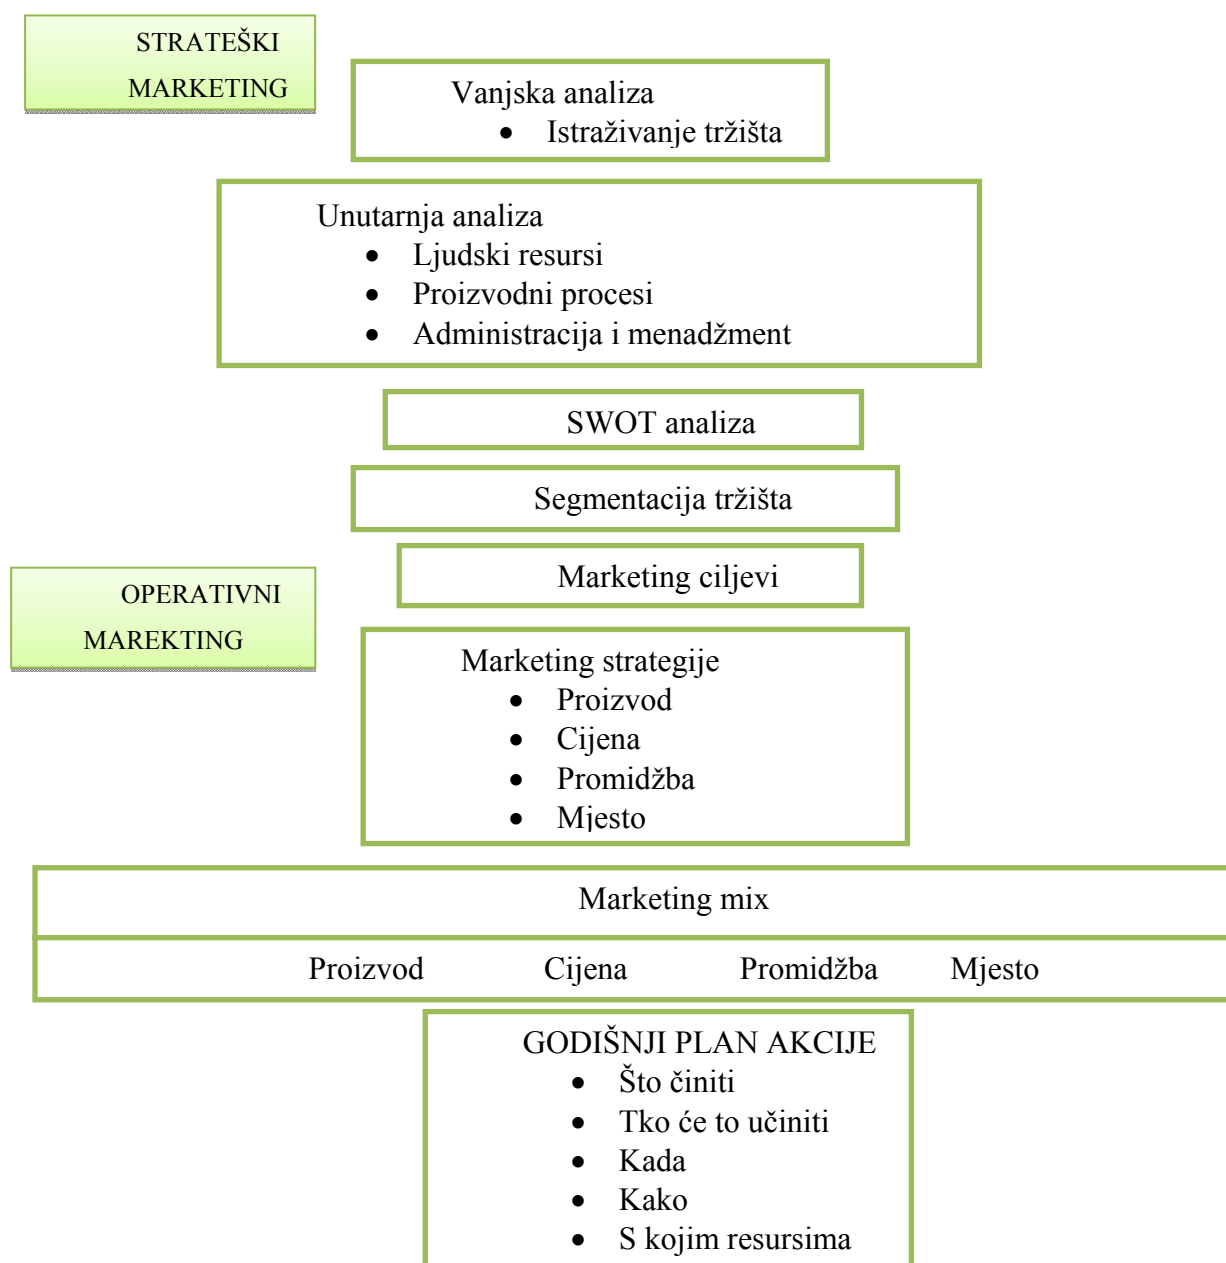 STRATEŠKI
MARKETING
Vanjska analiza
• Istraživanje tržišta
Unutarnja analiza
• Ljudski resursi
• Proizvodni procesi
• Administracija i menadžment
SWOT analiza
Segmentacija tržišta
Marketing ciljevi
OPERATIVNI
MAREKTING
Marketing strategije
• Proizvod
• Cijena
• Promidžba
• Mjesto
Marketing mix
Proizvod Cijena Promidžba Mjesto
GODIŠNJI PLAN AKCIJE
• Što činiti
• Tko će to učiniti
• Kada
• Kako
• S kojim resursima